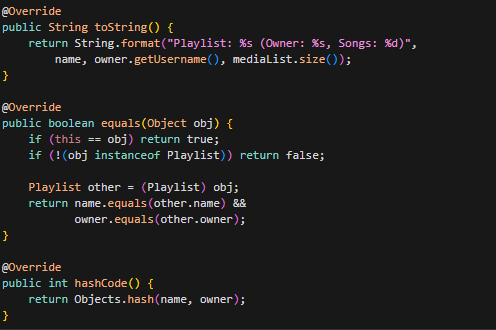 @Override
public String toString() {
    return String.format("Playlist: %s (Owner: %s, Songs: %d)",
        name, owner.getUsername(), mediaList.size());
}

@Override
public boolean equals(Object obj) {
    if (this == obj) return true;
    if (!(obj instanceof Playlist)) return false;

    Playlist other = (Playlist) obj;
    return name.equals(other.name) &&
           owner.equals(other.owner);
}

@Override
public int hashCode() {
    return Objects.hash(name, owner);
}